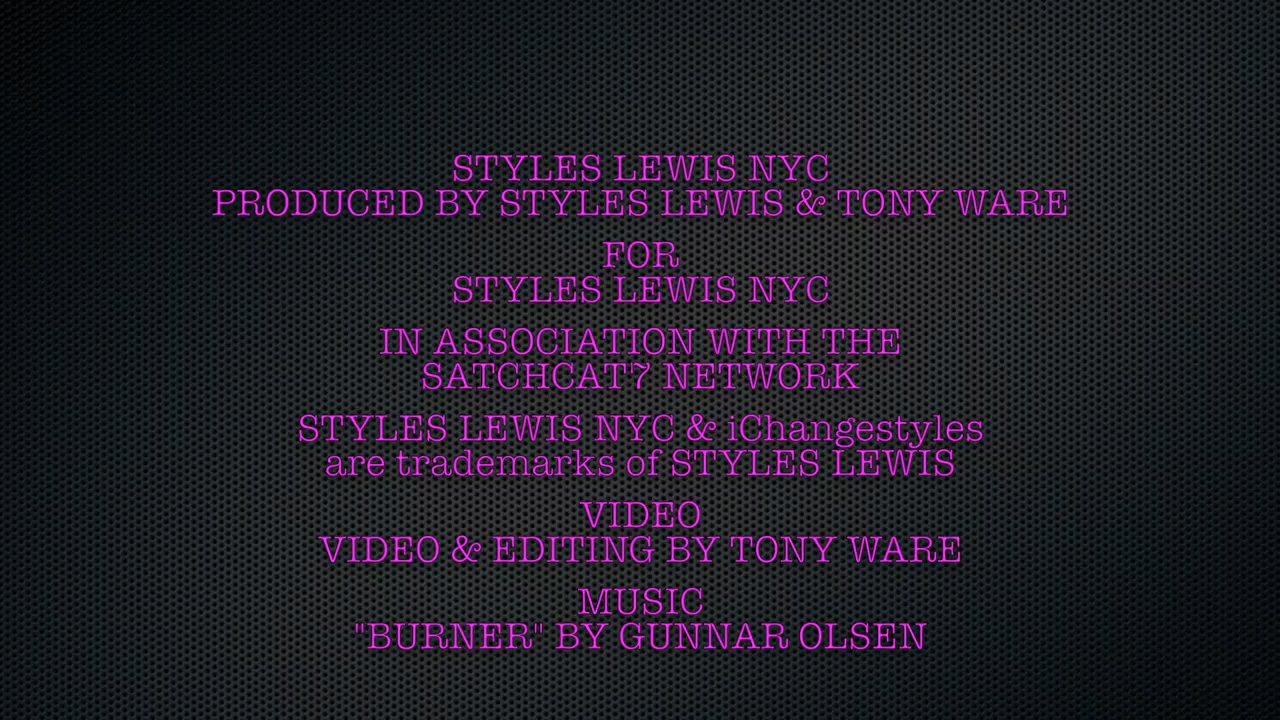 STYLES LEWIS NYC
PRODUCED BY STYLES LEWIS & TONY WARE
FOR
STYLES LEWIS NYC
IN ASSOCIATION WITH THE
SATCHCAT7 NETWORK
STYLES LEWIS NYC & iChangestyles
are trademarks of STYLES LEWIS
VIDEO
VIDEO & EDITING BY TONY WARE
MUSIC
"BURNER" BY GUNNAR OLSEN